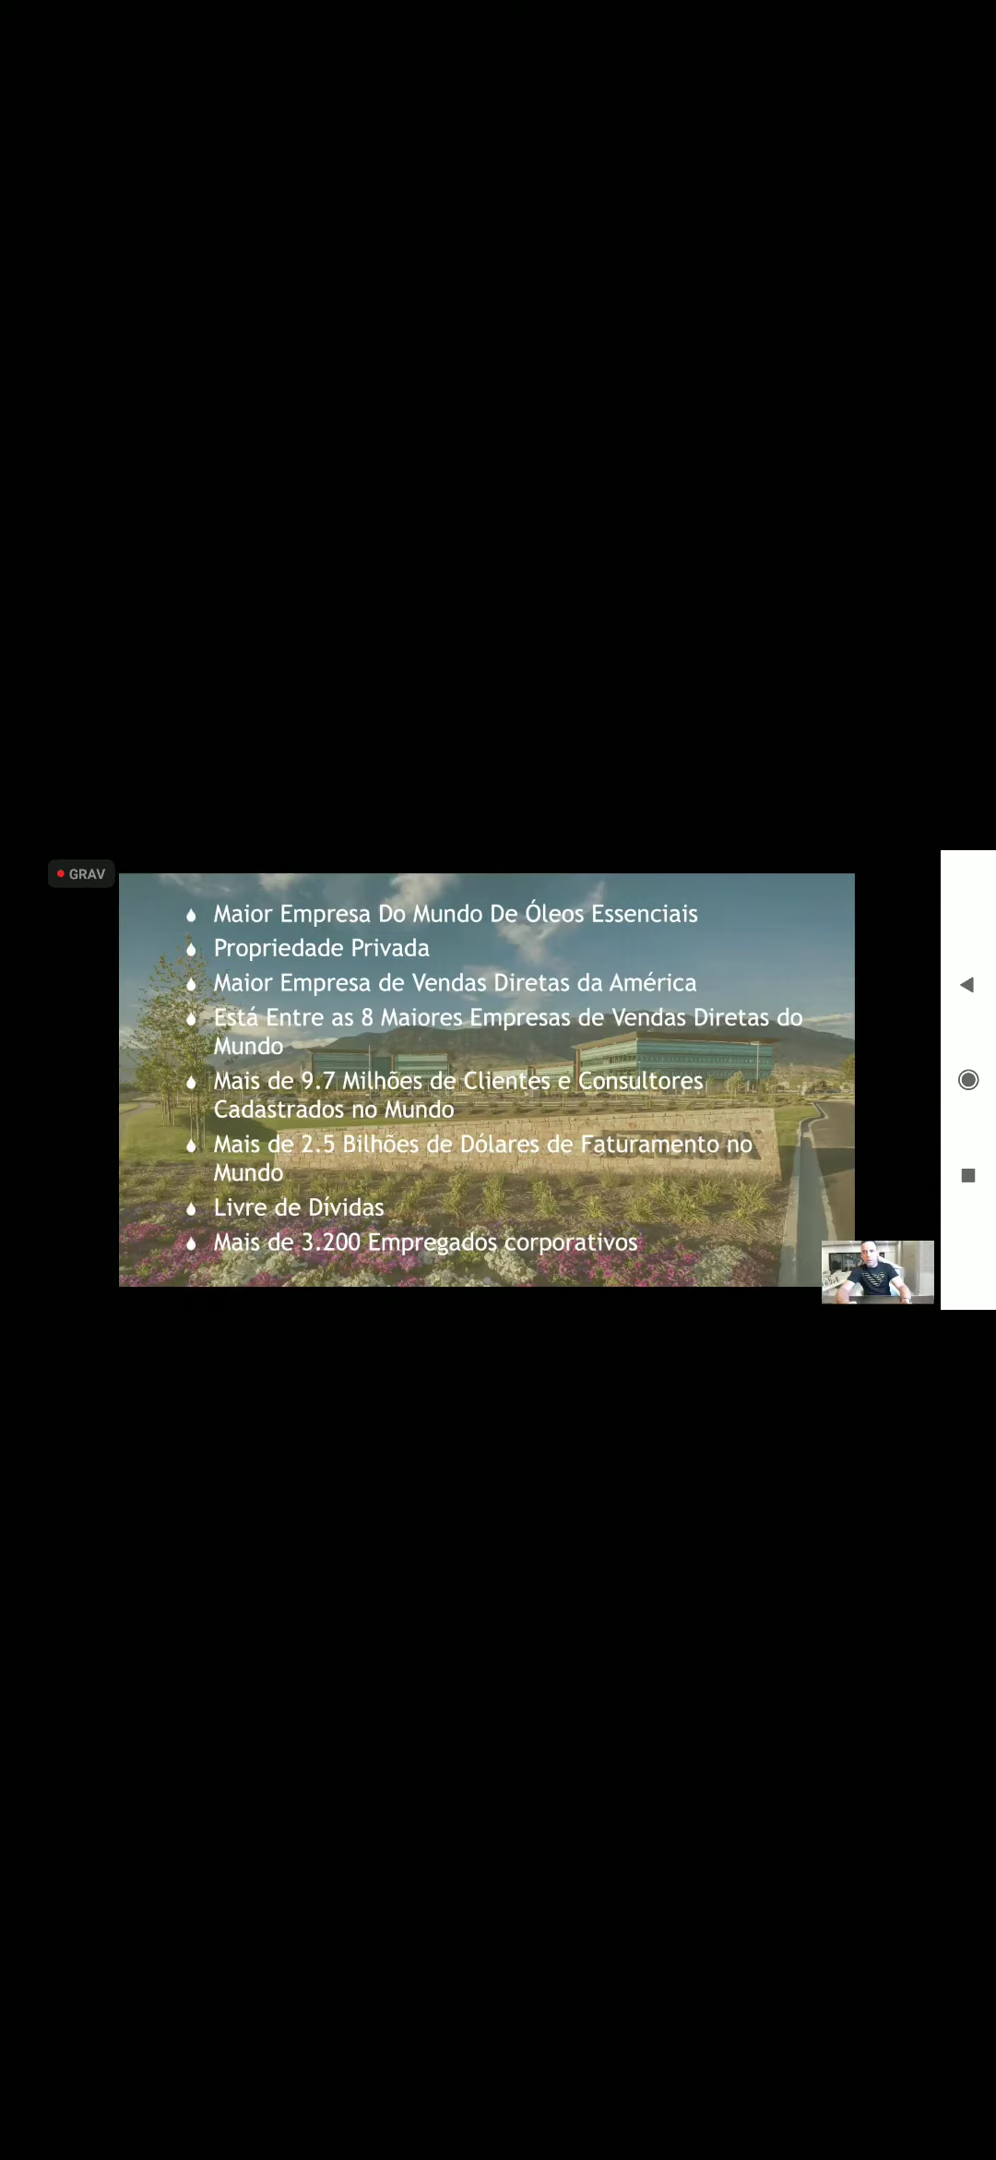 GRAV
Maior Empresa Do Mundo De Óleos Essenciais
Propriedade Privada
Maior Empresa de Vendas Diretas da América
Está Entre as 8 Maiores Empresas de Vendas Diretas do
Mundo
Mais de 9.7 Milhões de Clientes e Consultores
Cadastrados no Mundo
Mais de 2.5 Bilhões de Dólares de Faturamento no
Mundo
Livre de Dívidas
Mais de 3.200 Empregados corporativos